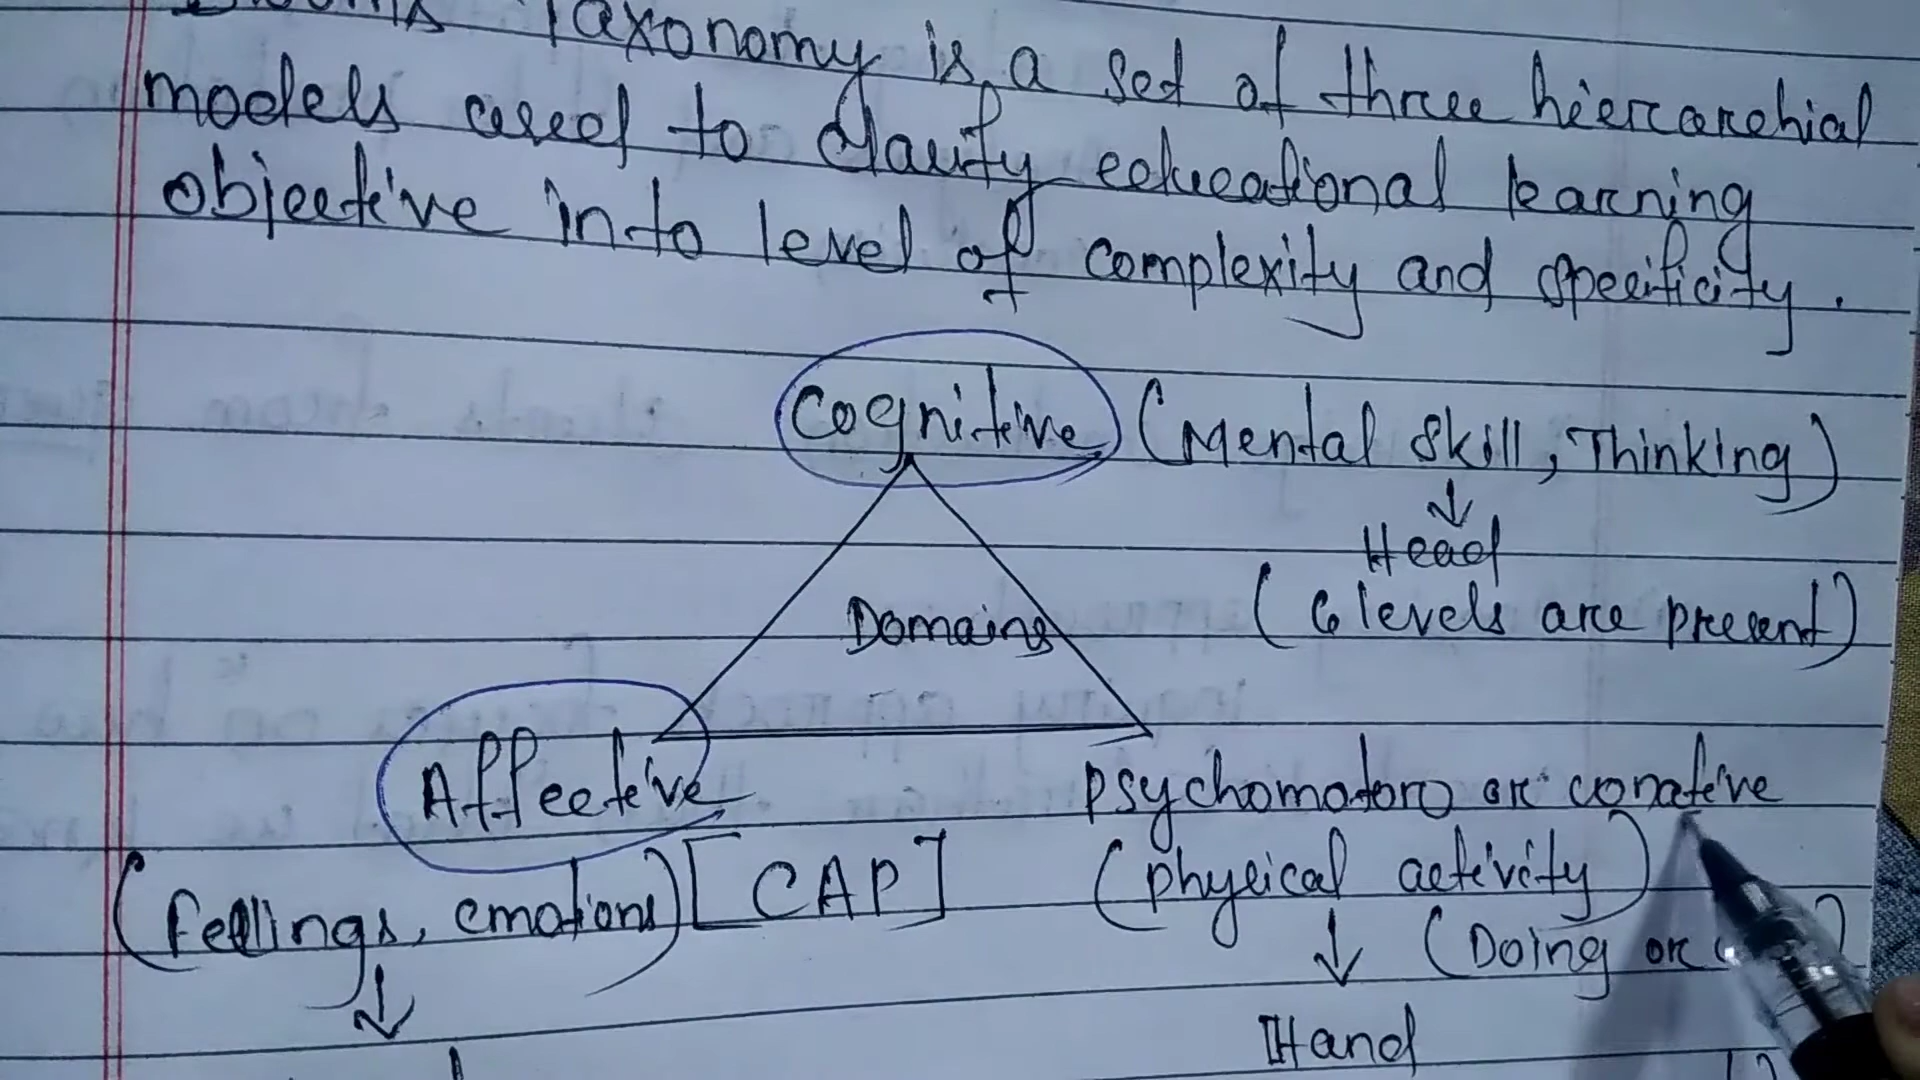 Taxonomy is a set of three hierarchial
models used to clarify educational learning
objective into level of complexity and specificity.
Cognitive (Mental Skill, Thinking)
↓
Head
Domains (6 levels are present)
Affective Psychomotor or conative
(Feelings, emotions) [CAP] (physical activity)
↓ ↓ (Doing or
Hand